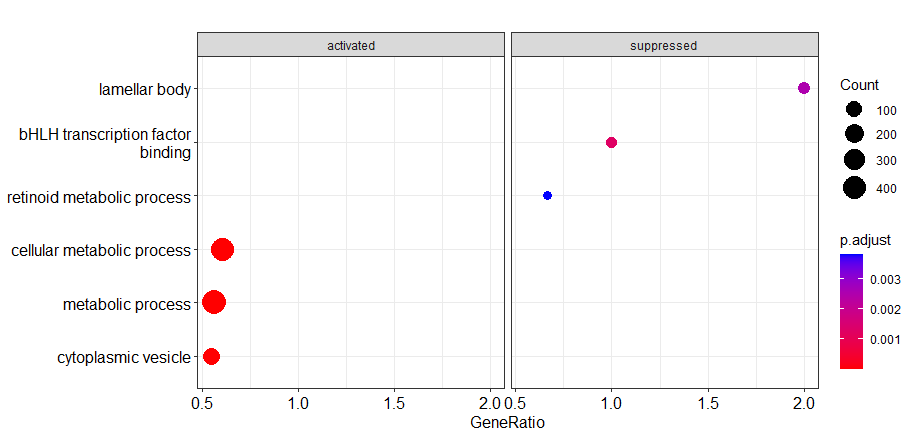 activated
suppressed
lamellar body
bHLH transcription factor
binding
retinoid metabolic process
cellular metabolic process
metabolic process
cytoplasmic vesicle
0.5 1.0 1.5 2.0 0.5 1.0 1.5 2.0
GeneRatio
Count
100
200
300
400
p.adjust
0.003
0.002
0.001